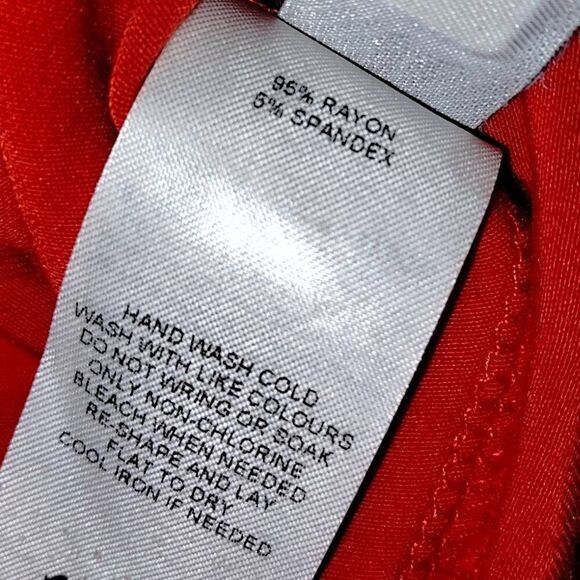 95% RAYON
5% SPANDEX
HAND WASH COLD
WASH WITH LIKE COLOURS
DO NOT WRING OR SOAK
ONLY NON-CHLORINE
BLEACH WHEN NEEDED
RE-SHAPE AND LAY
FLAT TO DRY
COOL IRON IF NEEDED